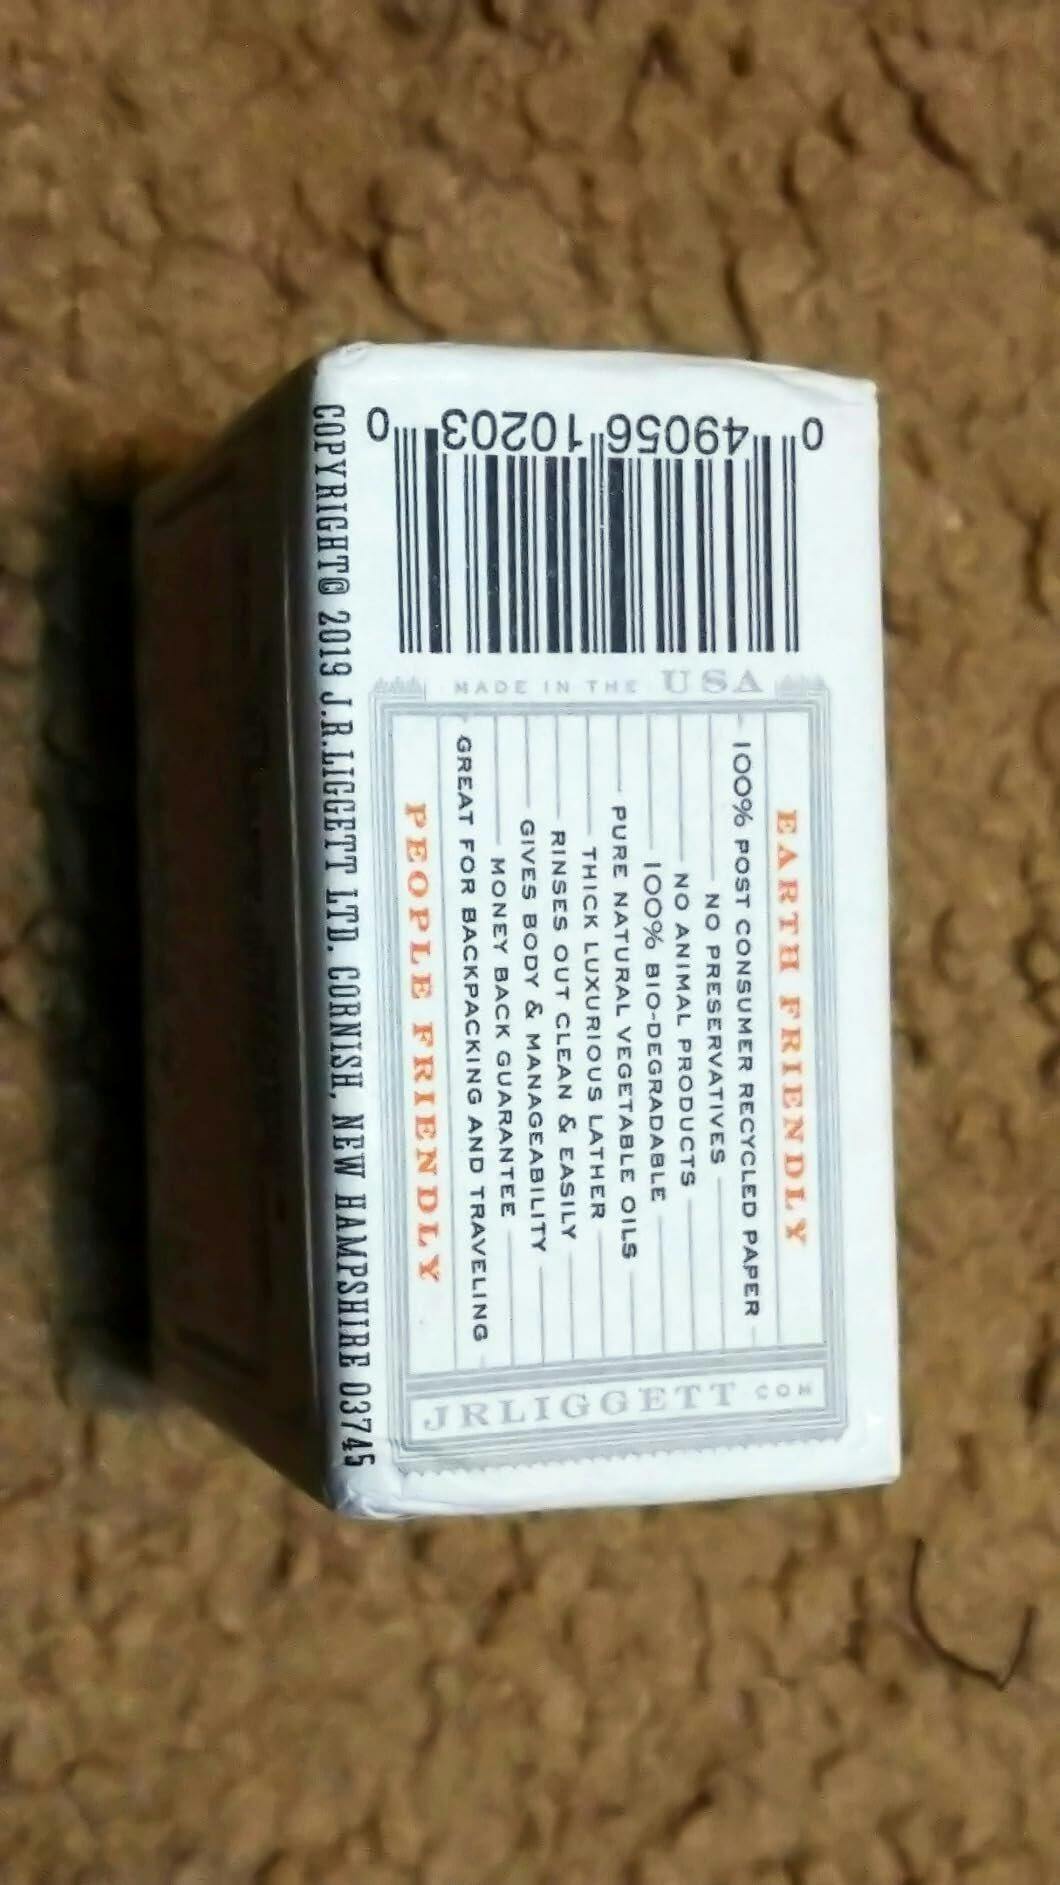 EARTH FRIENDLY
100% POST CONSUMER RECYCLED PAPER
NO PRESERVATIVES
NO ANIMAL PRODUCTS
100% BIO-DEGRADABLE
PURE NATURAL VEGETABLE OILS
THICK LUXURIOUS LATHER
RINSES OUT CLEAN & EASILY
GIVES BODY & MANAGEABILITY
MONEY BACK GUARANTEE
GREAT FOR BACKPACKING AND TRAVELING
PEOPLE FRIENDLY
MADE IN THE USA
JRLIGGETT COM
0 49056 10203 0
COPYRIGHT© 2019 J.R.LIGGETT LTD. CORNISH, NEW HAMPSHIRE 03745